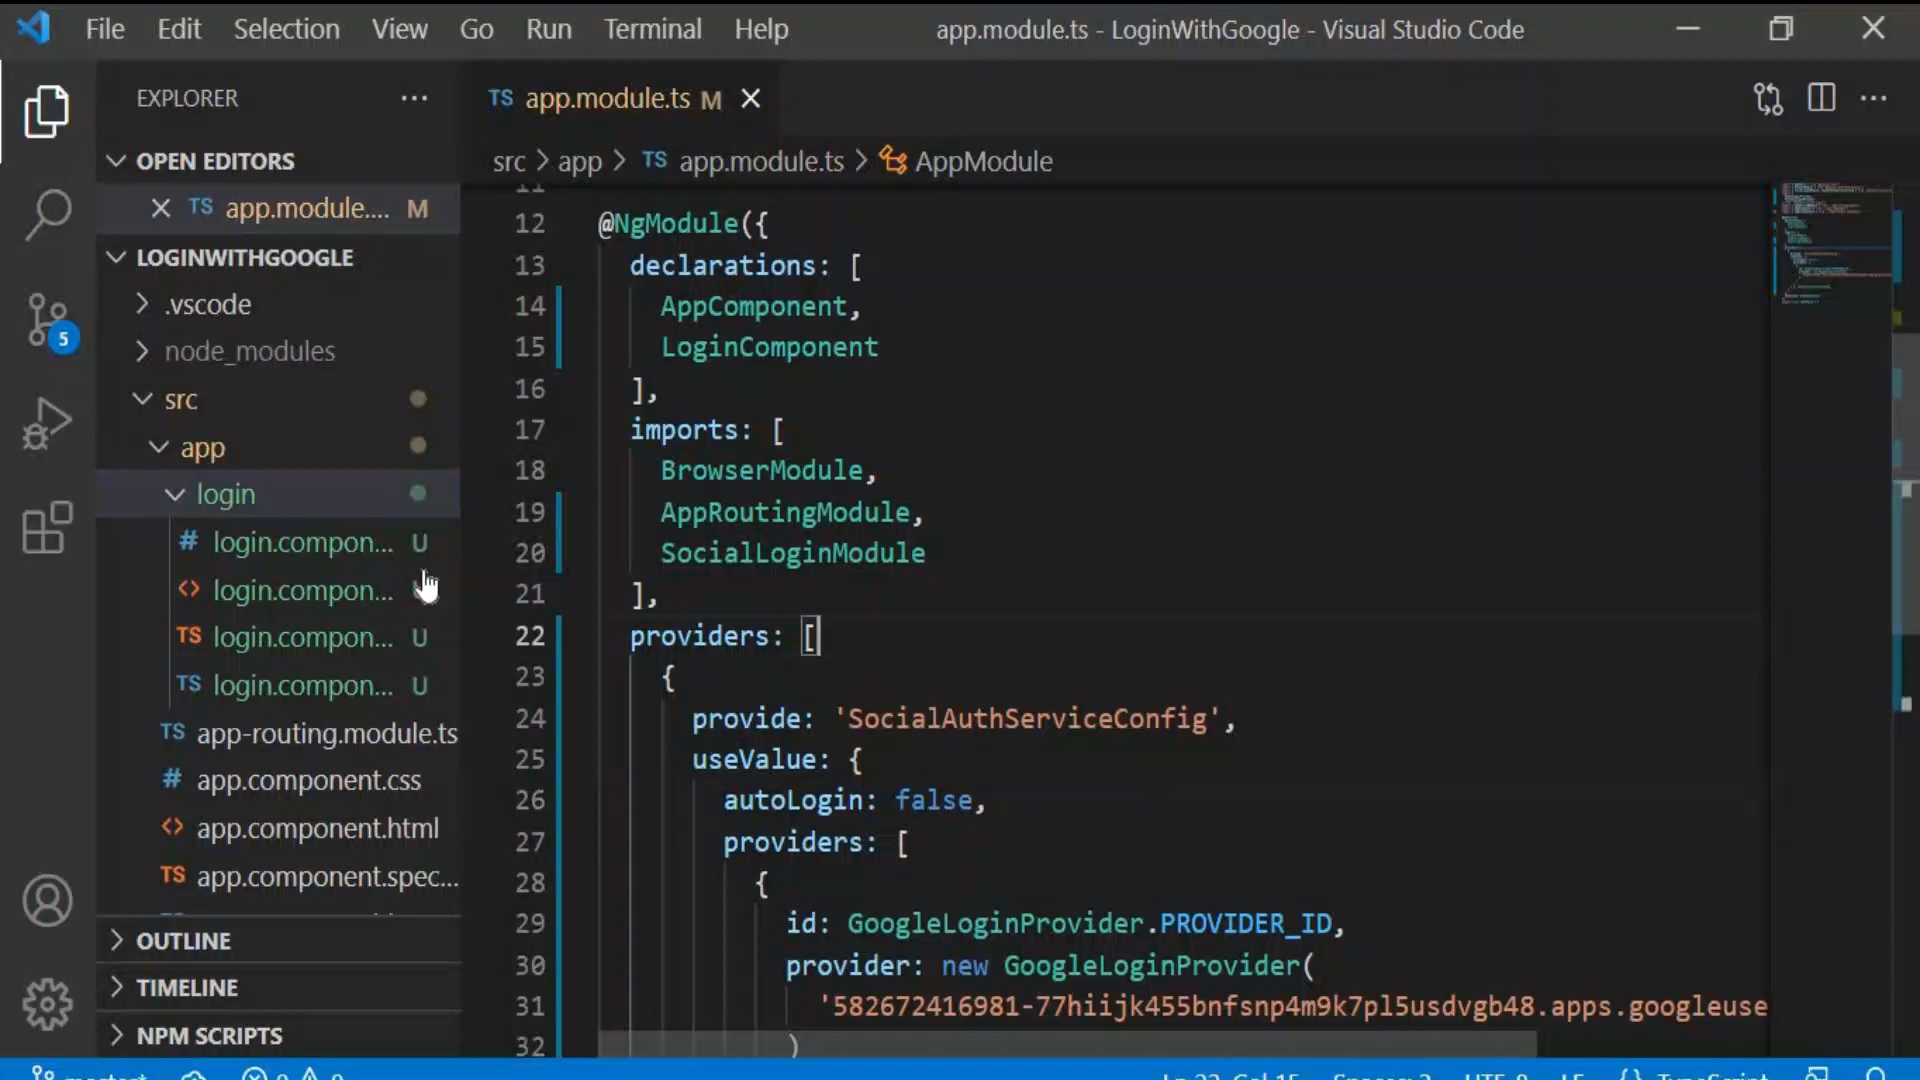 File Edit Selection View Go Run Terminal Help app.module.ts - LoginWithGoogle - Visual Studio Code
EXPLORER
TS app.module.ts M
OPEN EDITORS
TS app.module.... M
LOGINWITHGOOGLE
.vscode
node_modules
src
app
login
# login.compon... U
<> login.compon...
TS login.compon... U
TS login.compon... U
TS app-routing.module.ts
# app.component.css
<> app.component.html
TS app.component.spec...
OUTLINE
TIMELINE
NPM SCRIPTS
5
src > app > TS app.module.ts > AppModule
11
12 @NgModule({
13 declarations: [
14 AppComponent,
15 LoginComponent
16 ],
17 imports: [
18 BrowserModule,
19 AppRoutingModule,
20 SocialLoginModule
21 ],
22 providers: [
23 {
24 provide: 'SocialAuthServiceConfig',
25 useValue: {
26 autoLogin: false,
27 providers: [
28 {
29 id: GoogleLoginProvider.PROVIDER_ID,
30 provider: new GoogleLoginProvider(
31 '582672416981-77hiijk455bnfsnp4m9k7pl5usdvgb48.apps.googleuse
32 )